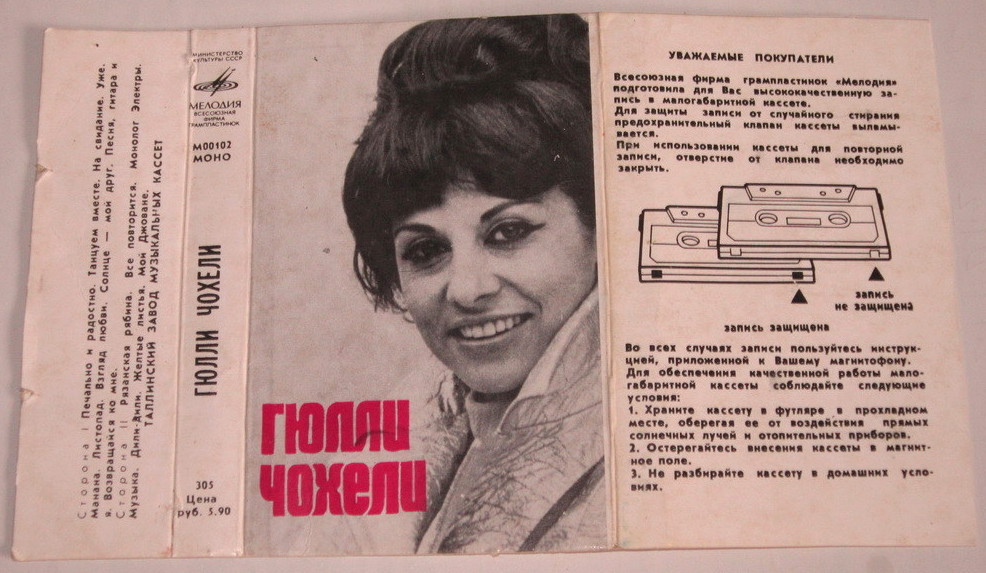 Сторона I Печально и радостно. Танцуем вместе. На свидание. Уже.
Манана. Листопад. Взгляд любви. Солнце — мой друг. Песня, гитара и
я. Возвращайся ко мне.
Сторона II Рязанская рябина. Все повторится. Монолог Электры.
Музыка. Дили-дили. Желтые листья. Мой Джоване.
ТАЛЛИНСКИЙ ЗАВОД МУЗЫКАЛЬНЫХ КАССЕТ
МИНИСТЕРСТВО
КУЛЬТУРЫ СССР
МЕЛОДИЯ
ВСЕСОЮЗНАЯ
ФИРМА
ГРАМПЛАСТИНОК
М00102
МОНО
ГЮЛЛИ ЧОХЕЛИ
305
Цена
руб. 5.90
ГЮЛЛИ
ЧОХЕЛИ
УВАЖАЕМЫЕ ПОКУПАТЕЛИ
Всесоюзная фирма грампластинок «Мелодия»
подготовила для Вас высококачественную за-
пись в малогабаритной кассете.
Для защиты записи от случайного стирания
предохранительный клапан кассеты выламы-
вается.
При использовании кассеты для повторной
записи, отверстие от клапана необходимо
закрыть.
запись
не защищена
запись защищена
Во всех случаях записи пользуйтесь инструк-
цией, приложенной к Вашему магнитофону.
Для обеспечения качественной работы мало-
габаритной кассеты соблюдайте следующие
условия:
1. Храните кассету в футляре в прохладном
месте, оберегая ее от воздействия прямых
солнечных лучей и отопительных приборов.
2. Остерегайтесь внесения кассеты в магнит-
ное поле.
3. Не разбирайте кассету в домашних усло-
виях.